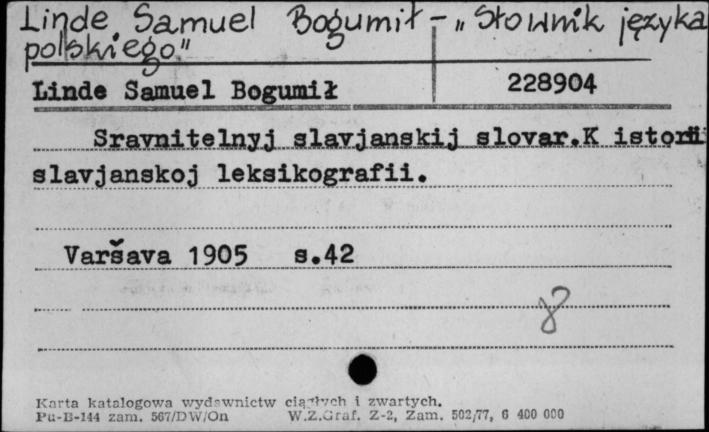 Linde Samuel Bogumił – „Słownik języka
polskiego"
Linde Samuel Bogumił 228904
Sravnitelnyj slavjanskij slovar.K istorii
slavjanskoj leksikografii.
Varšava 1905 s.42
8
Karta katalogowa wydawnictw ciągłych i zwartych.
Pu-B-144 zam. 567/DW/On W.Z.Graf. Z-2, Zam. 502/77, 6 400 000